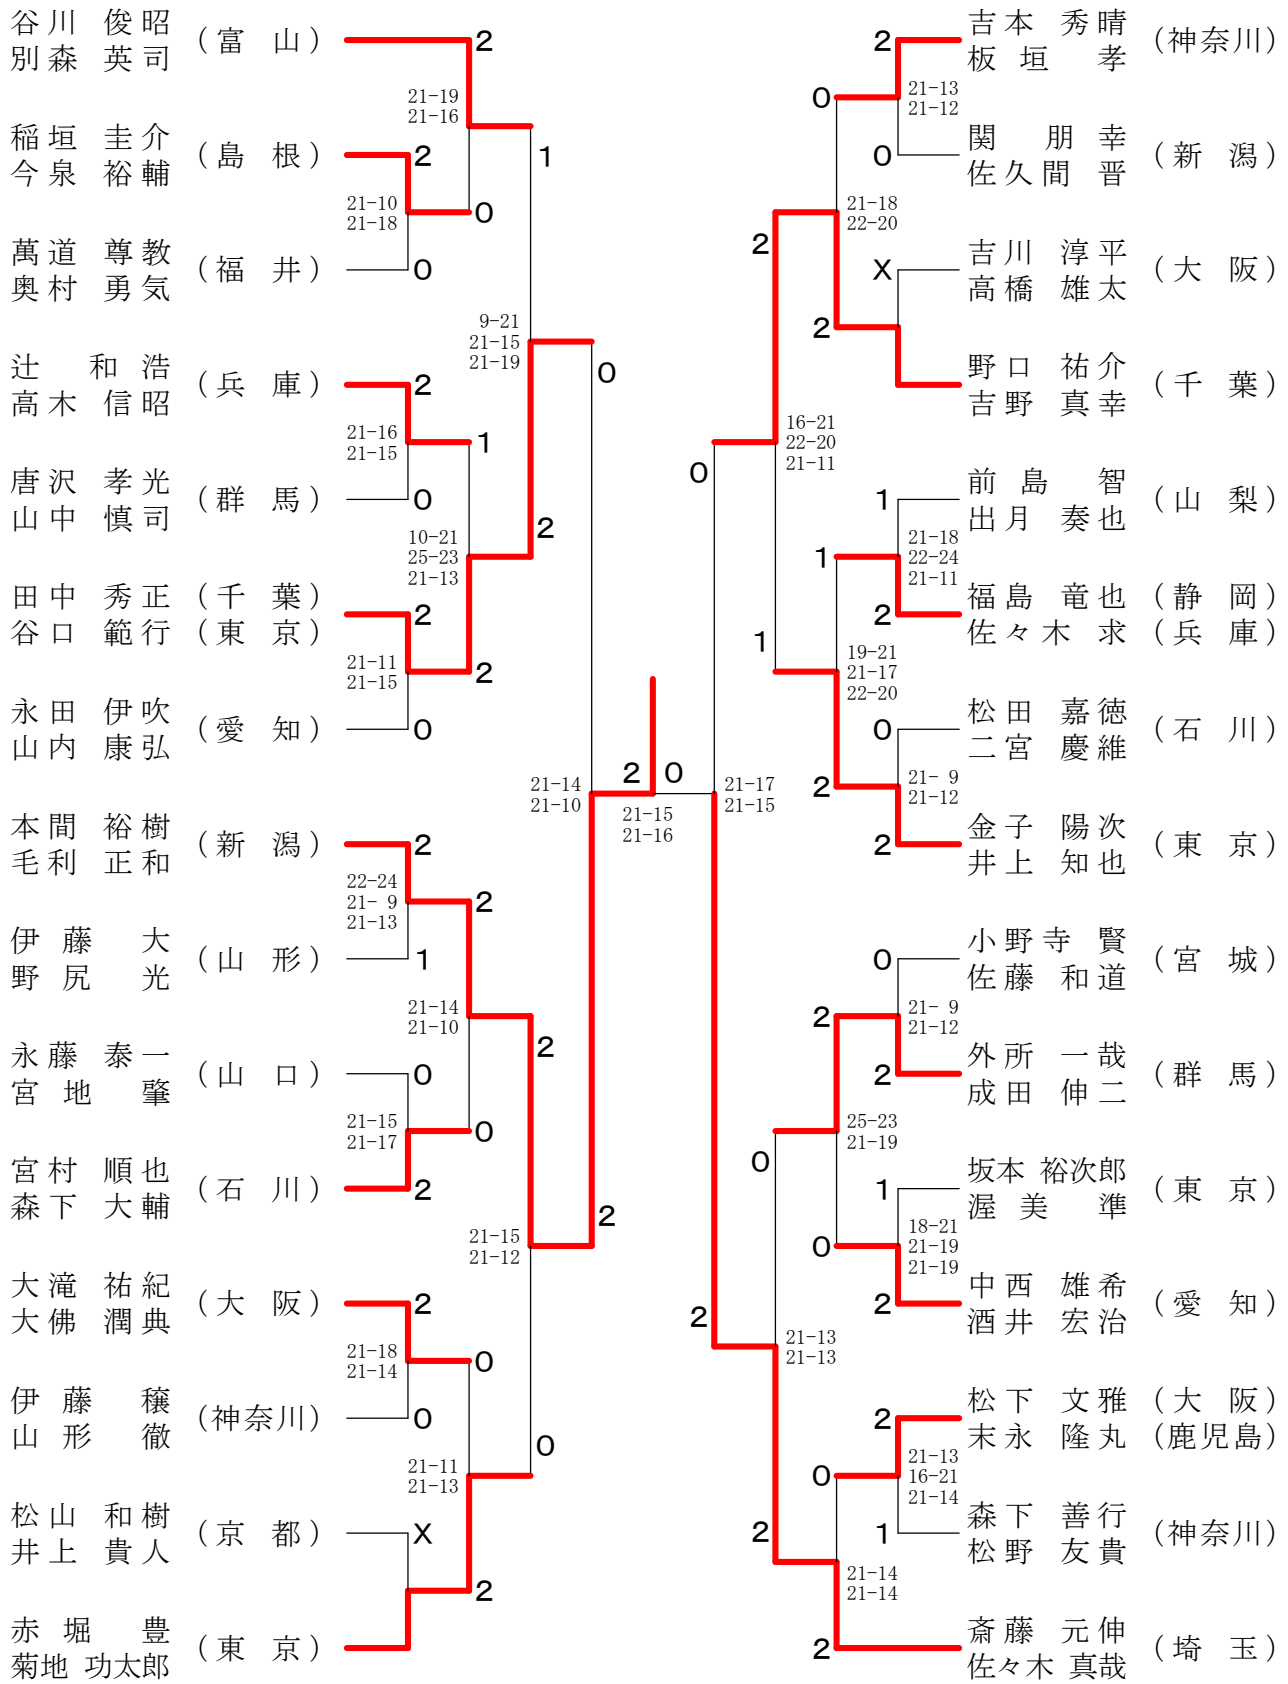 谷川 俊昭
別森 英司
(富 山)
2
21-19
21-16
稲垣 圭介
今泉 裕輔
(島 根)
2
1
21-10
21-18
0
萬道 尊教
奥村 勇気
(福 井)
0
9-21
21-15
21-19
0
辻 和浩
高木 信昭
(兵 庫)
2
21-16
21-15
1
唐沢 孝光
山中 慎司
(群 馬)
0
2
10-21
25-23
21-13
田中 秀正 (千 葉)
谷口 範行 (東 京)
2
21-11
21-15
2
永田 伊吹
山内 康弘
(愛 知)
0
21-14
21-10
本間 裕樹
毛利 正和
(新 潟)
2
22-24
21- 9
21-13
2
伊藤 大
野尻 光
(山 形)
1
21-14
21-10
2
永藤 泰一
宮地 肇
(山 口)
0
21-15
21-17
0
宮村 順也
森下 大輔
(石 川)
2
2
21-15
21-12
大滝 祐紀
大佛 潤典
(大 阪)
2
21-18
21-14
0
伊藤 穣
山形 徹
(神奈川)
0
0
21-11
21-13
松山 和樹
井上 貴人
(京 都)
X
2
赤堀 豊
菊地 功太郎
(東 京)
2 0
21-15
21-16
吉本 秀晴
板垣 孝
(神奈川)
2
0
21-13
21-12
関 朋幸
佐久間 晋
(新 潟)
0
21-18
22-20
2
吉川 淳平
高橋 雄太
(大 阪)
X
2
野口 祐介
吉野 真幸
(千 葉)
16-21
22-20
21-11
0
前島 智
出月 奏也
(山 梨)
1
21-18
22-24
21-11
1
福島 竜也 (静 岡)
佐々木 求 (兵 庫)
2
1
19-21
21-17
22-20
松田 嘉徳
二宮 慶維
(石 川)
0
21- 9
21-12
2
金子 陽次
井上 知也
(東 京)
2
21-17
21-15
小野寺 賢
佐藤 和道
(宮 城)
0
21- 9
21-12
2
外所 一哉
成田 伸二
(群 馬)
2
25-23
21-19
0
坂本 裕次郎
渥美 準
(東 京)
1
18-21
21-19
21-19
0
中西 雄希
酒井 宏治
(愛 知)
2
2
21-13
21-13
松下 文雅 (大 阪)
末永 隆丸 (鹿児島)
2
21-13
16-21
21-14
0
森下 善行
松野 友貴
(神奈川)
1
2
21-14
21-14
斎藤 元伸
佐々木 真哉
(埼 玉)
2